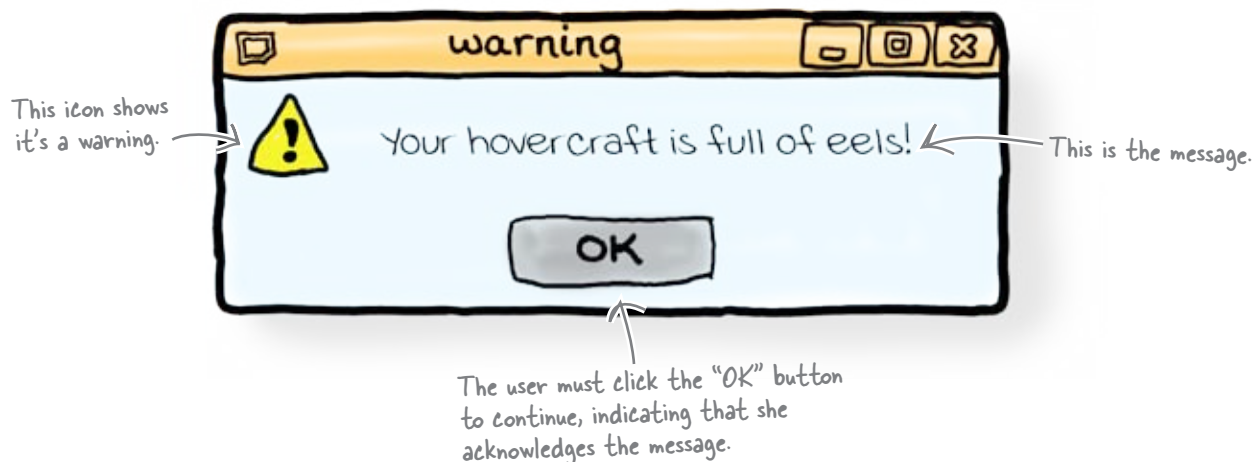 warning
This icon shows
it's a warning.
!
Your hovercraft is full of eels!
This is the message.
OK
The user must click the “OK” button
to continue, indicating that she
acknowledges the message.